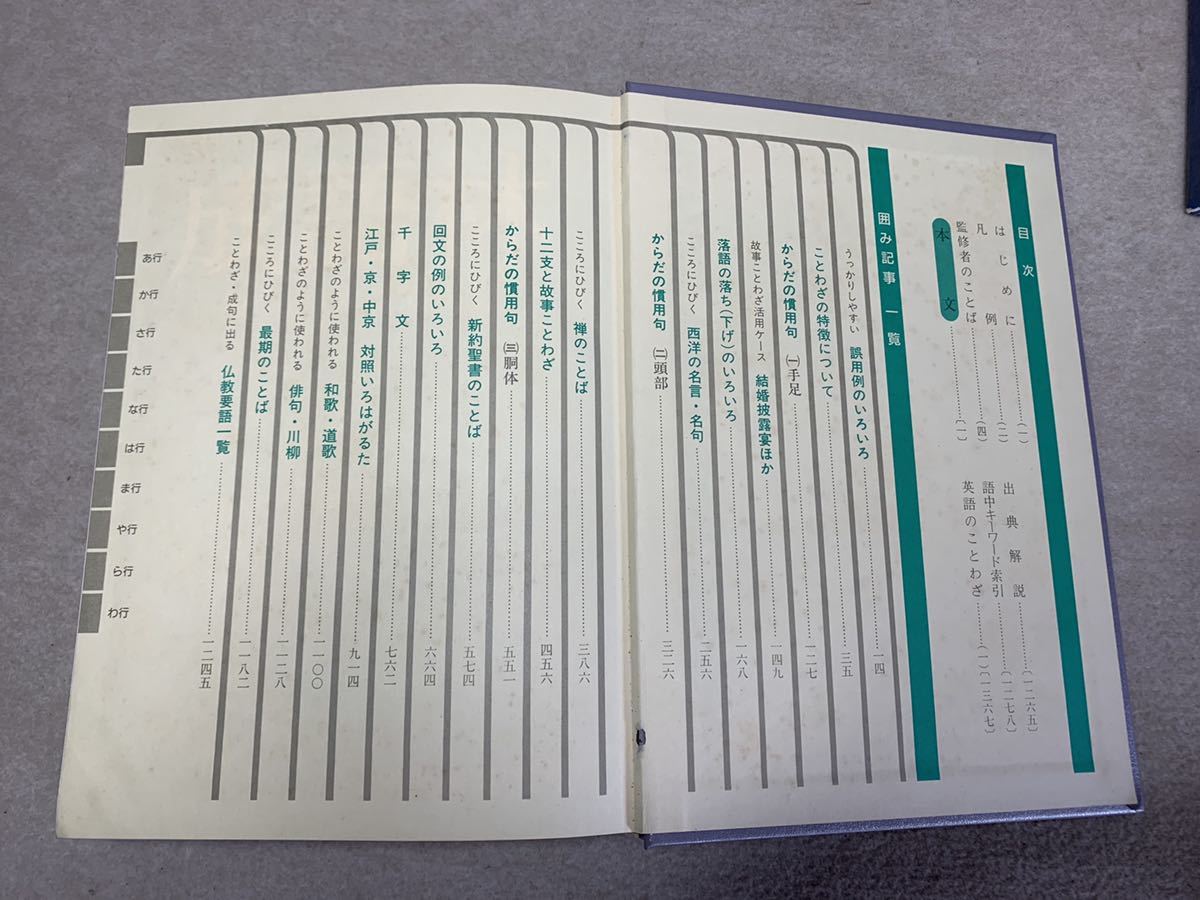 目次
はじめに……(一)
凡例……(二)
監修者のことば……(四)
本文……〔一〕
出典解説……〔一二六五〕
語中キーワード索引……〔一二七八〕
英語のことわざ……(一)〔一三六七〕
囲み記事 一覧
うっかりしやすい 誤用例のいろいろ……一四
ことわざの特徴について……三五
からだの慣用句 ㈠手足……一二七
故事ことわざ活用ケース 結婚披露宴ほか……一四九
落語の落ち(下げ)のいろいろ……一六八
こころにひびく 西洋の名言・名句……二五六
からだの慣用句 ㈡頭部……三二六
こころにひびく 禅のことば……三八六
十二支と故事ことわざ……四五六
からだの慣用句 ㈢胴体……五五一
こころにひびく 新約聖書のことば……五七四
回文の例のいろいろ……六六四
千字文……七六二
江戸・京・中京 対照いろはがるた……九一四
ことわざのように使われる 和歌・道歌……一一〇〇
ことわざのように使われる 俳句・川柳……一一二八
こころにひびく 最期のことば……一一八二
ことわざ・成句に出る 仏教要語一覧……一二四五
あ行
か行
さ行
た行
な行
は行
ま行
や行
ら行
わ行